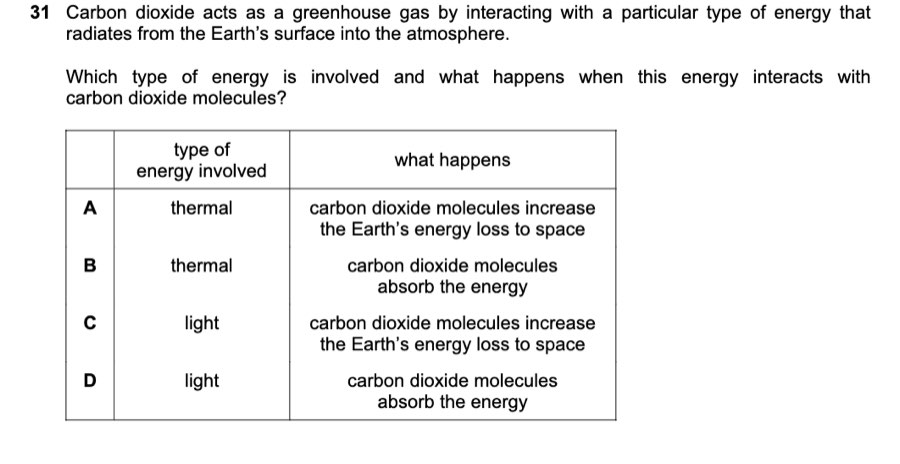 31 Carbon dioxide acts as a greenhouse gas by interacting with a particular type of energy that
radiates from the Earth's surface into the atmosphere.
Which type of energy is involved and what happens when this energy interacts with
carbon dioxide molecules?
type of
energy involved
what happens
A thermal carbon dioxide molecules increase
the Earth's energy loss to space
B thermal carbon dioxide molecules
absorb the energy
C light carbon dioxide molecules increase
the Earth's energy loss to space
D light carbon dioxide molecules
absorb the energy